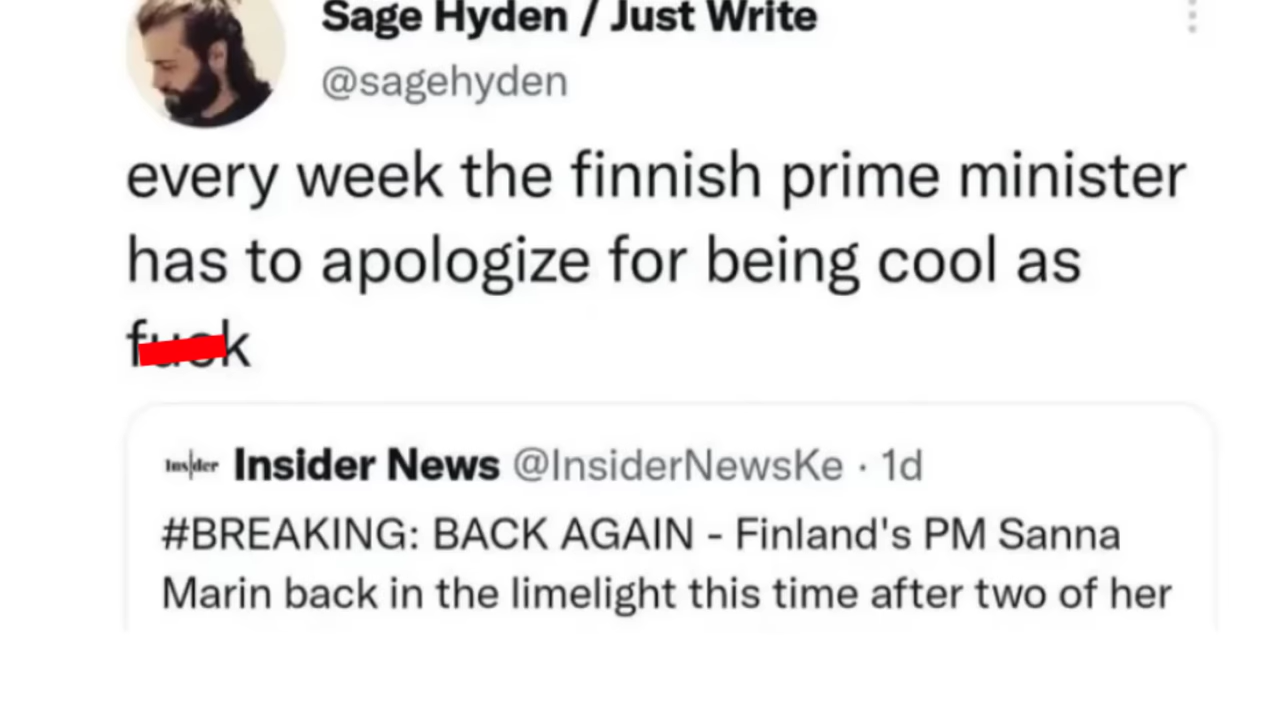 Sage Hyden / Just Write
@sagehyden
every week the finnish prime minister
has to apologize for being cool as
fuck
Insider Insider News @InsiderNewsKe · 1d
#BREAKING: BACK AGAIN - Finland's PM Sanna
Marin back in the limelight this time after two of her